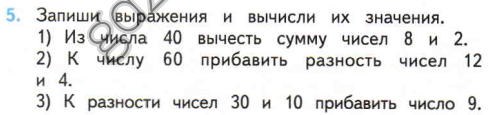 5. Запиши выражения и вычисли их значения.
1) Из числа 40 вычесть сумму чисел 8 и 2.
2) К числу 60 прибавить разность чисел 12
и 4.
3) К разности чисел 30 и 10 прибавить число 9.